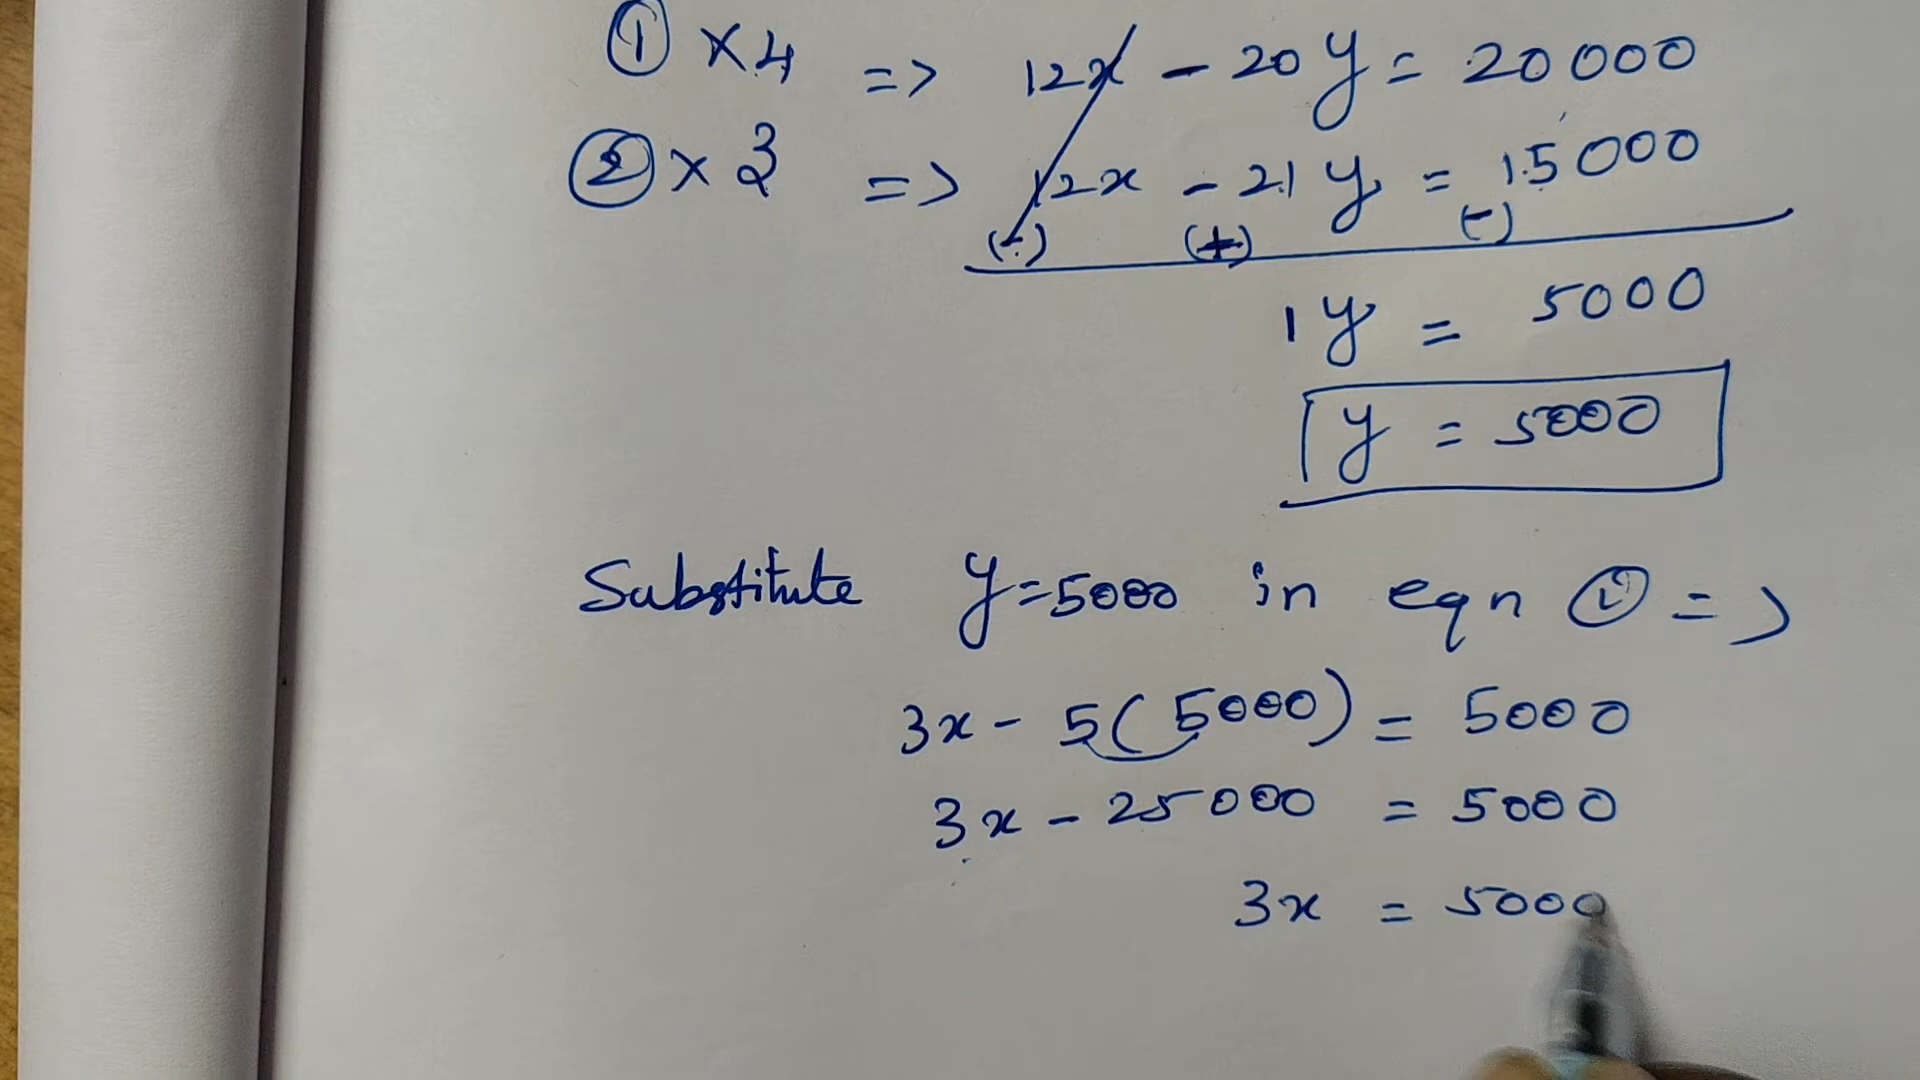 ① ×4 => 12x - 20y = 20000
② × 3 => 12x - 21y = 15000
(-) (+) (-)
1y = 5000
y = 5000
Substitute y=5000 in eqn ① =>
3x - 5(5000) = 5000
3x - 25000 = 5000
3x = 5000